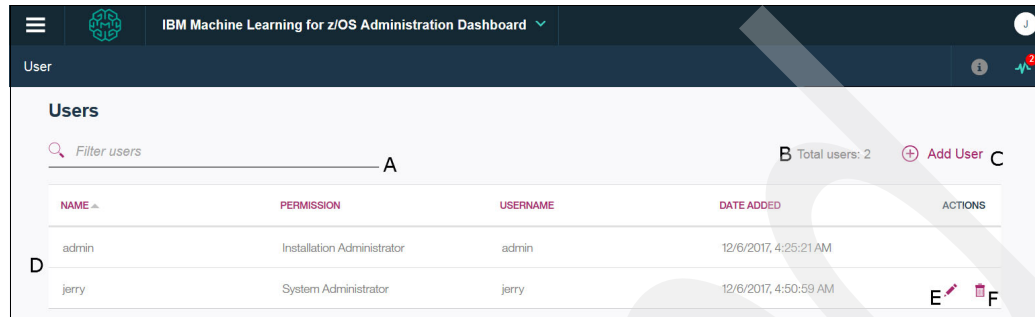 IBM Machine Learning for z/OS Administration Dashboard J
User i 2
Users
Filter users A B Total users: 2 Add User C
NAME PERMISSION USERNAME DATE ADDED ACTIONS
admin Installation Administrator admin 12/6/2017, 4:25:21 AM
D
jerry System Administrator jerry 12/6/2017, 4:50:59 AM E F